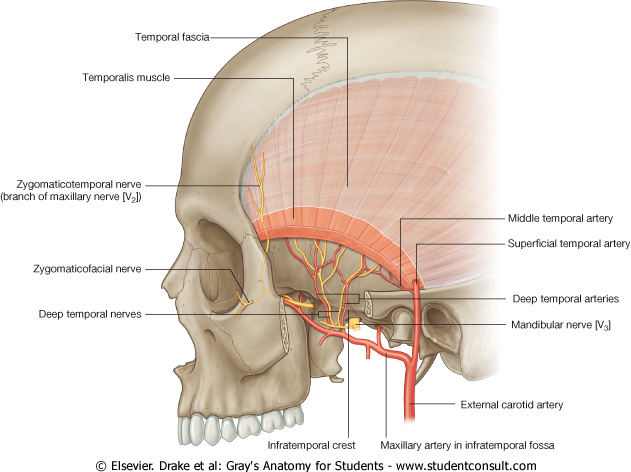 Temporal fascia
Temporalis muscle
Zygomaticotemporal nerve
(branch of maxillary nerve [V2])
Middle temporal artery
Superficial temporal artery
Zygomaticofacial nerve
Deep temporal arteries
Deep temporal nerves
Mandibular nerve [V3]
External carotid artery
Infratemporal crest
Maxillary artery in infratemporal fossa
© Elsevier. Drake et al: Gray's Anatomy for Students - www.studentconsult.com